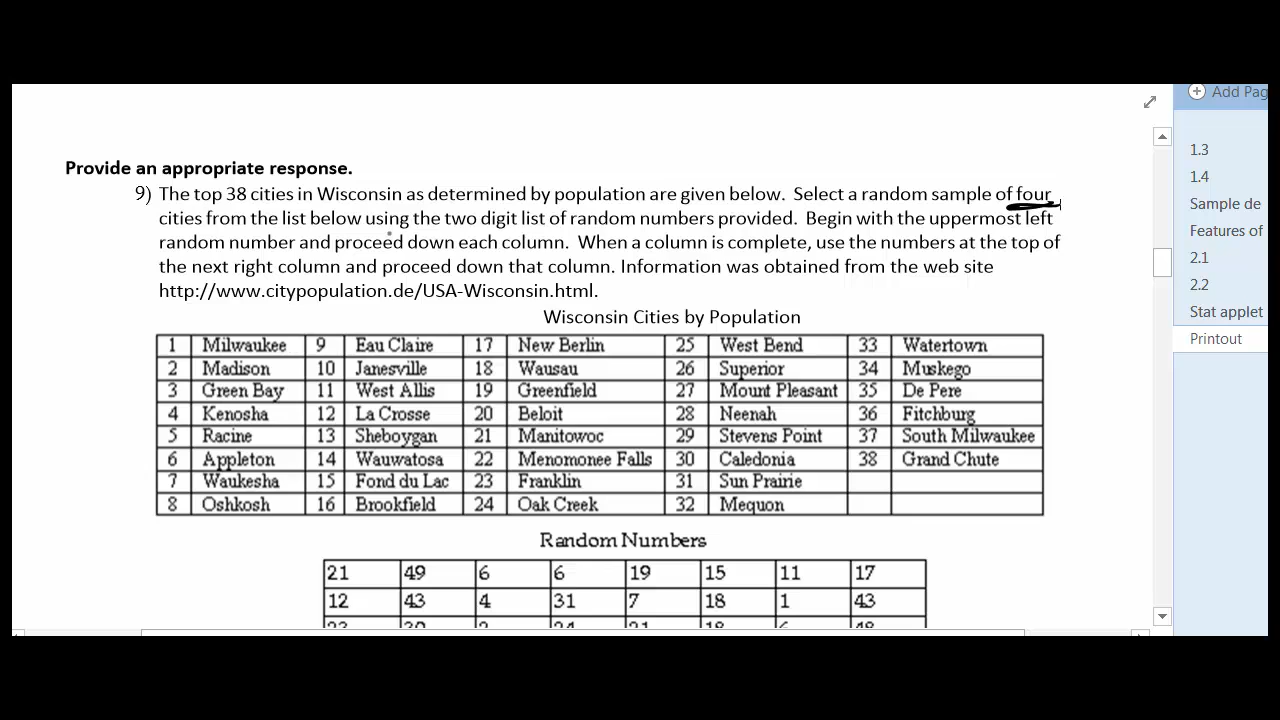 Add Pag
1.3
1.4
Sample de
Features of
2.1
2.2
Stat applet
Printout
Provide an appropriate response.
9) The top 38 cities in Wisconsin as determined by population are given below. Select a random sample of four
cities from the list below using the two digit list of random numbers provided. Begin with the uppermost left
random number and proceed down each column. When a column is complete, use the numbers at the top of
the next right column and proceed down that column. Information was obtained from the web site
http://www.citypopulation.de/USA-Wisconsin.html.
Wisconsin Cities by Population
1 Milwaukee 9 Eau Claire 17 New Berlin 25 West Bend 33 Watertown
2 Madison 10 Janesville 18 Wausau 26 Superior 34 Muskego
3 Green Bay 11 West Allis 19 Greenfield 27 Mount Pleasant 35 De Pere
4 Kenosha 12 La Crosse 20 Beloit 28 Neenah 36 Fitchburg
5 Racine 13 Sheboygan 21 Manitowoc 29 Stevens Point 37 South Milwaukee
6 Appleton 14 Wauwatosa 22 Menomonee Falls 30 Caledonia 38 Grand Chute
7 Waukesha 15 Fond du Lac 23 Franklin 31 Sun Prairie
8 Oshkosh 16 Brookfield 24 Oak Creek 32 Mequon
Random Numbers
21 49 6 6 19 15 11 17
12 43 4 31 7 18 1 43